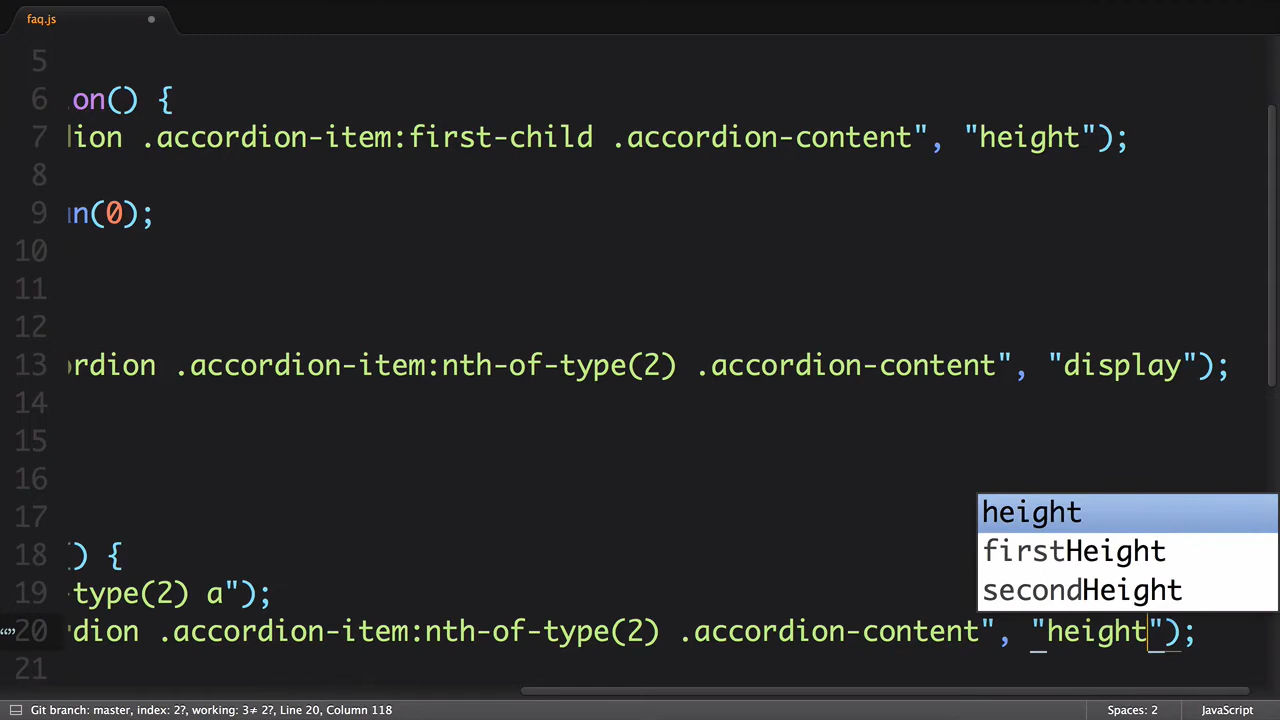 faq.js
5
6 on() {
7 dion .accordion-item:first-child .accordion-content", "height");
8
9 un(0);
10
11
12
13 ordion .accordion-item:nth-of-type(2) .accordion-content", "display");
14
15
16
17
height
18 () {
firstHeight
19 -type(2) a");
secondHeight
“” 20 rdion .accordion-item:nth-of-type(2) .accordion-content", "height");
21
Git branch: master, index: 2?, working: 3≠ 2?, Line 20, Column 118 Spaces: 2 JavaScript